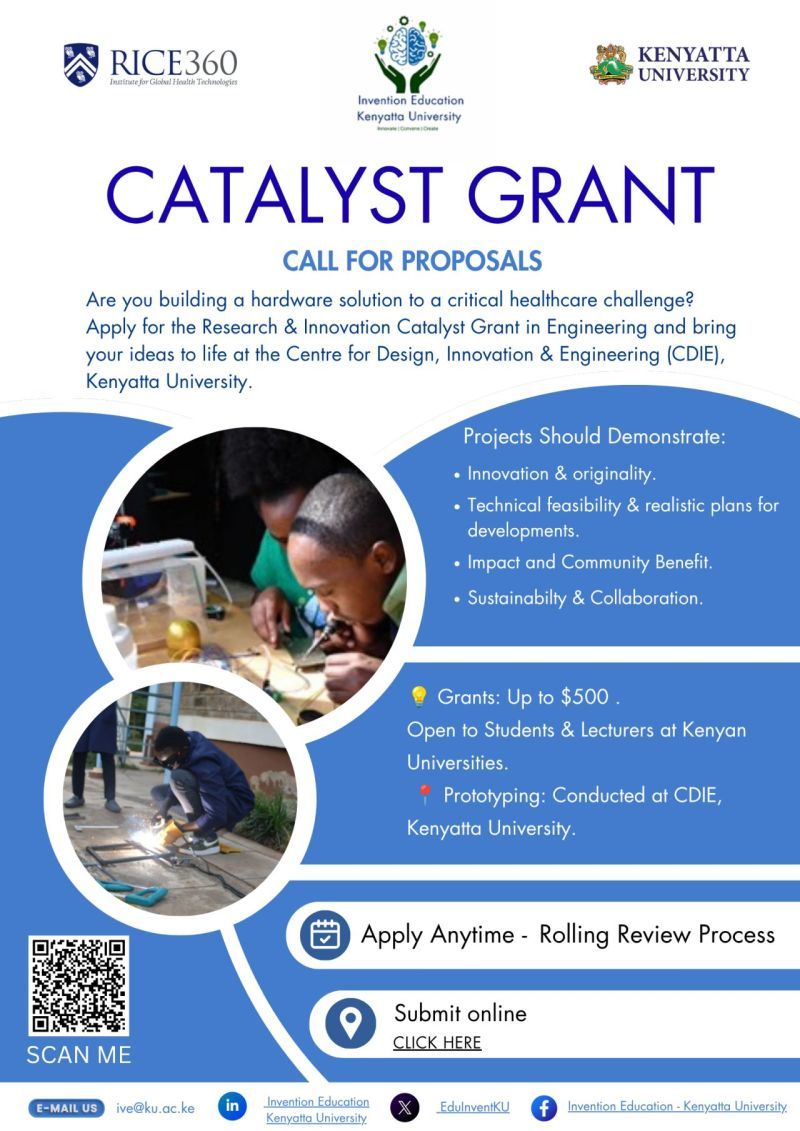 RICE360
Institute for Global Health Technologies
Invention Education
Kenyatta University
Innovate | Convene | Create
KENYATTA
UNIVERSITY
CATALYST GRANT
CALL FOR PROPOSALS
Are you building a hardware solution to a critical healthcare challenge?
Apply for the Research & Innovation Catalyst Grant in Engineering and bring
your ideas to life at the Centre for Design, Innovation & Engineering (CDIE),
Kenyatta University.
Projects Should Demonstrate:
• Innovation & originality.
• Technical feasibility & realistic plans for
developments.
• Impact and Community Benefit.
• Sustainabilty & Collaboration.
💡 Grants: Up to $500 .
Open to Students & Lecturers at Kenyan
Universities.
📍 Prototyping: Conducted at CDIE,
Kenyatta University.
Apply Anytime - Rolling Review Process
Submit online
CLICK HERE
SCAN ME
E-MAIL US ive@ku.ac.ke
in Invention Education
Kenyatta University
X EduInventKU
f Invention Education - Kenyatta University